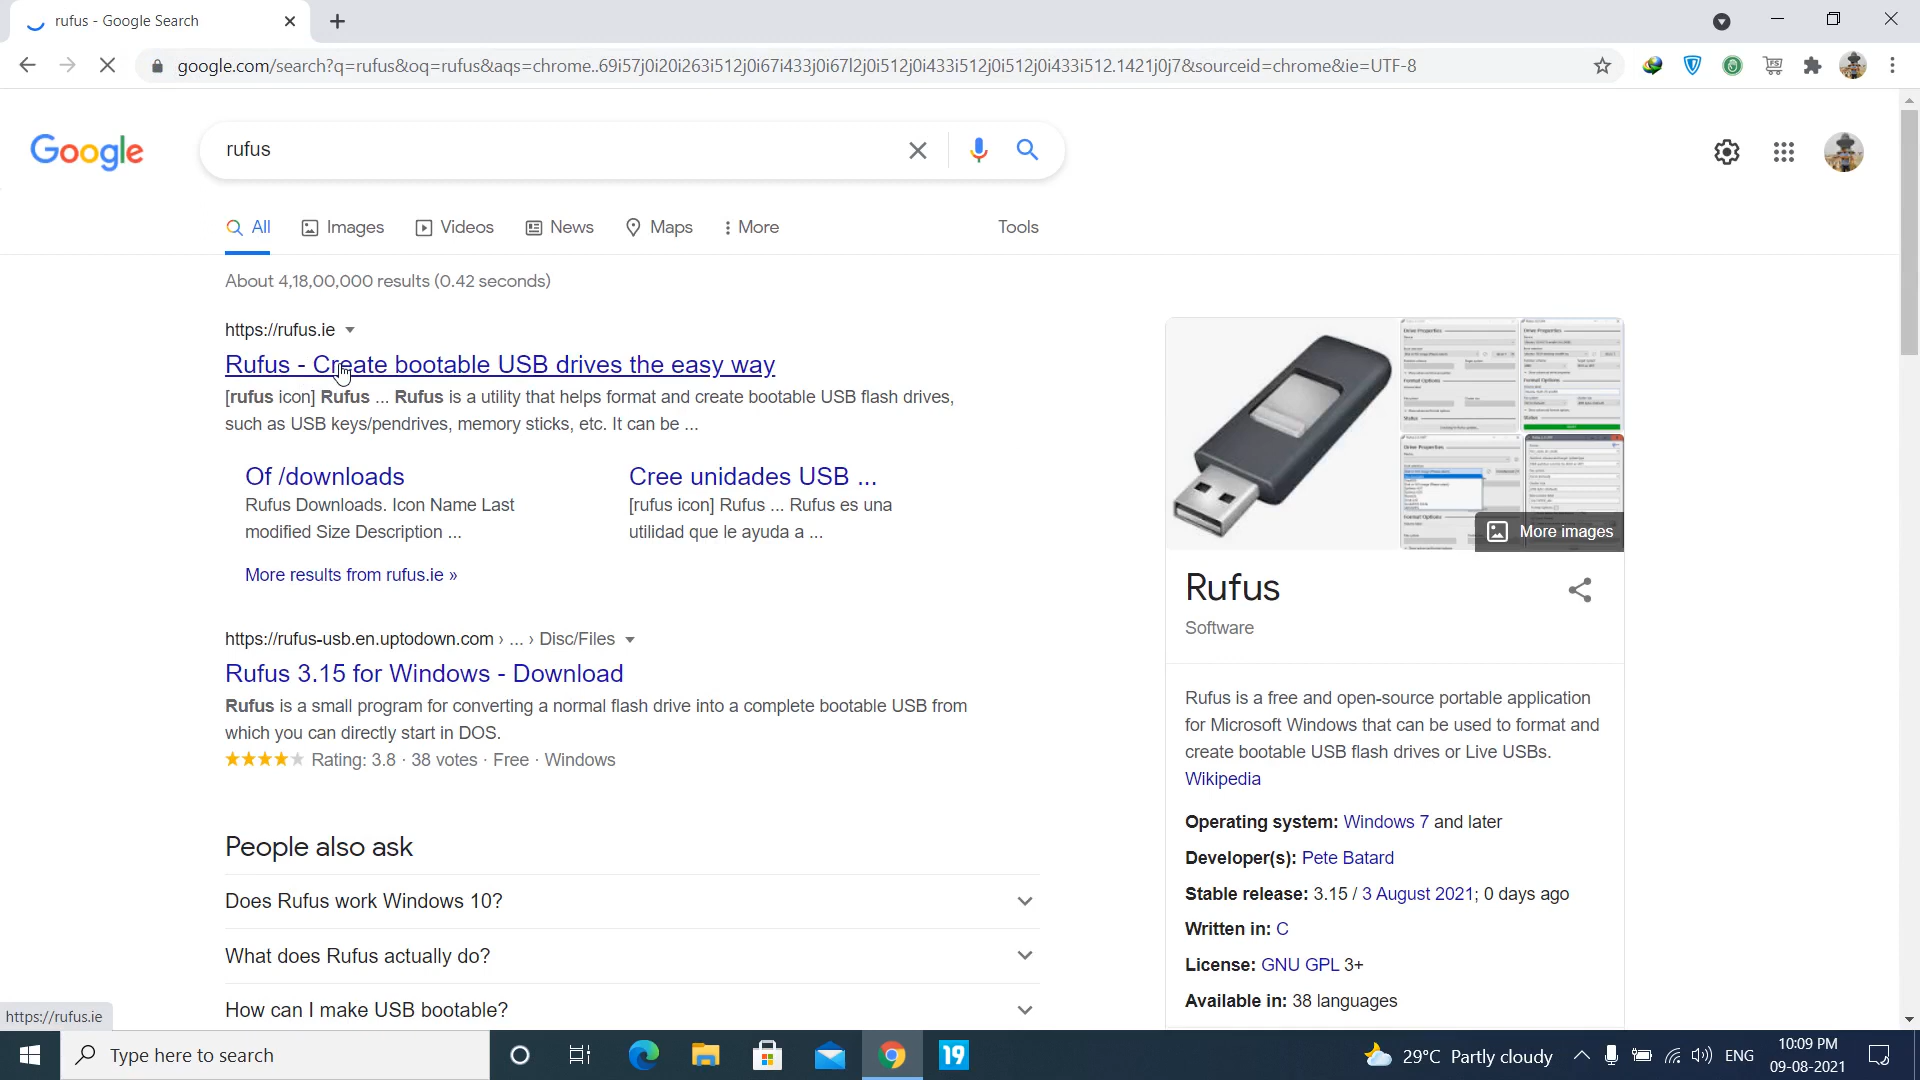 rufus - Google Search
google.com/search?q=rufus&oq=rufus&aqs=chrome..69i57j0i20i263i512j0i67i433j0i67l2j0i512j0i433i512j0i512j0i433i512.1421j0j7&sourceid=chrome&ie=UTF-8
Google
rufus
All
Images
Videos
News
Maps
More
Tools
About 4,18,00,000 results (0.42 seconds)
https://rufus.ie
Rufus - Create bootable USB drives the easy way
[rufus icon] Rufus ... Rufus is a utility that helps format and create bootable USB flash drives,
such as USB keys/pendrives, memory sticks, etc. It can be ...
Of /downloads
Rufus Downloads. Icon Name Last
modified Size Description ...
Cree unidades USB ...
[rufus icon] Rufus ... Rufus es una
utilidad que le ayuda a ...
More results from rufus.ie »
https://rufus-usb.en.uptodown.com › ... › Disc/Files
Rufus 3.15 for Windows - Download
Rufus is a small program for converting a normal flash drive into a complete bootable USB from
which you can directly start in DOS.
Rating: 3.8 · 38 votes · Free · Windows
People also ask
Does Rufus work Windows 10?
What does Rufus actually do?
How can I make USB bootable?
More images
Rufus
Software
Rufus is a free and open-source portable application
for Microsoft Windows that can be used to format and
create bootable USB flash drives or Live USBs.
Wikipedia
Operating system: Windows 7 and later
Developer(s): Pete Batard
Stable release: 3.15 / 3 August 2021; 0 days ago
Written in: C
License: GNU GPL 3+
Available in: 38 languages
https://rufus.ie
Type here to search
19
29°C Partly cloudy
ENG
10:09 PM
09-08-2021